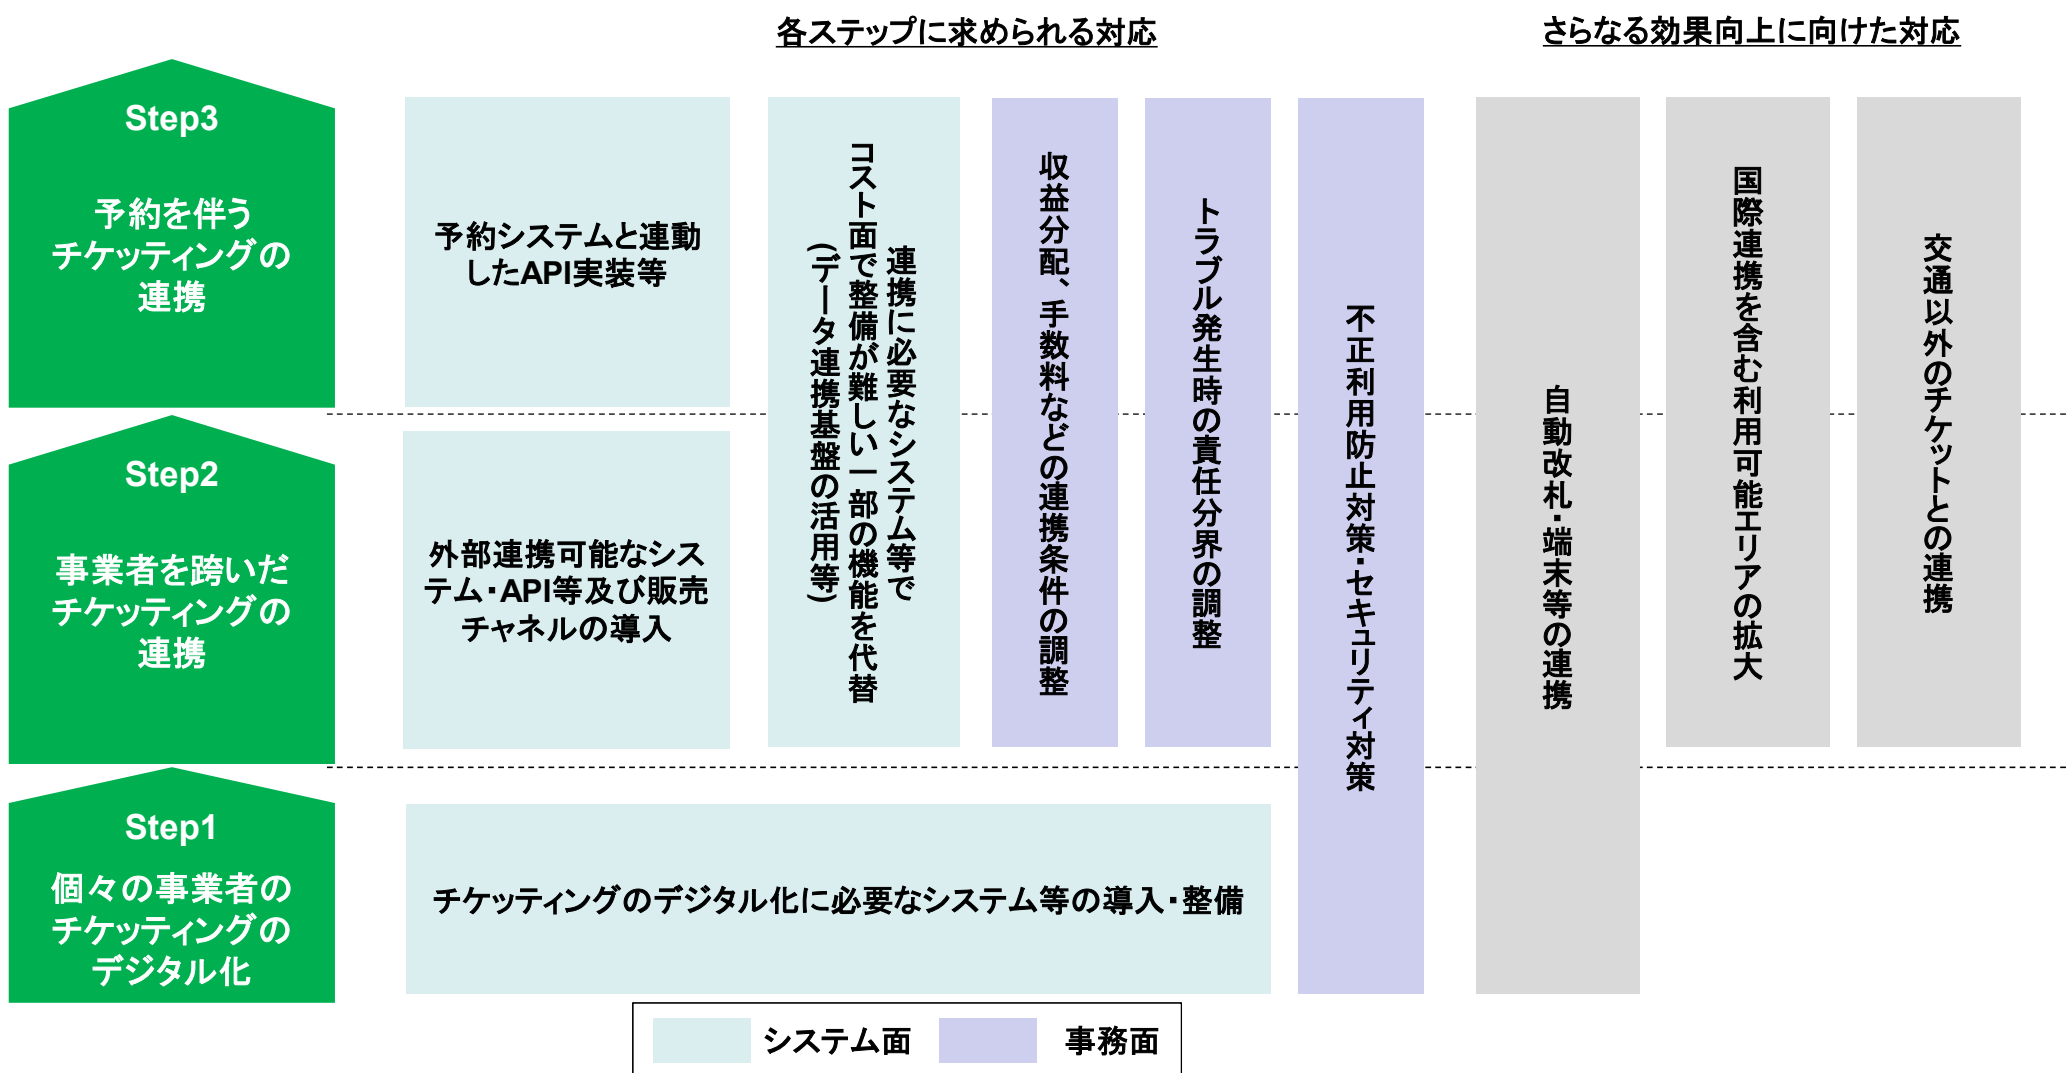 各ステップに求められる対応
さらなる効果向上に向けた対応
Step3
予約を伴う
チケッティングの
連携
予約システムと連動
したAPI実装等
Step2
事業者を跨いだ
チケッティングの
連携
外部連携可能なシス
テム・API等及び販売
チャネルの導入
連携に必要なシステム等で
コスト面で整備が難しい一部の機能を代替
(データ連携基盤の活用等)
収益分配、手数料などの連携条件の調整
トラブル発生時の責任分界の調整
不正利用防止対策・セキュリティ対策
自動改札・端末等の連携
国際連携を含む利用可能エリアの拡大
交通以外のチケットとの連携
Step1
個々の事業者の
チケッティングの
デジタル化
チケッティングのデジタル化に必要なシステム等の導入・整備
システム面
事務面